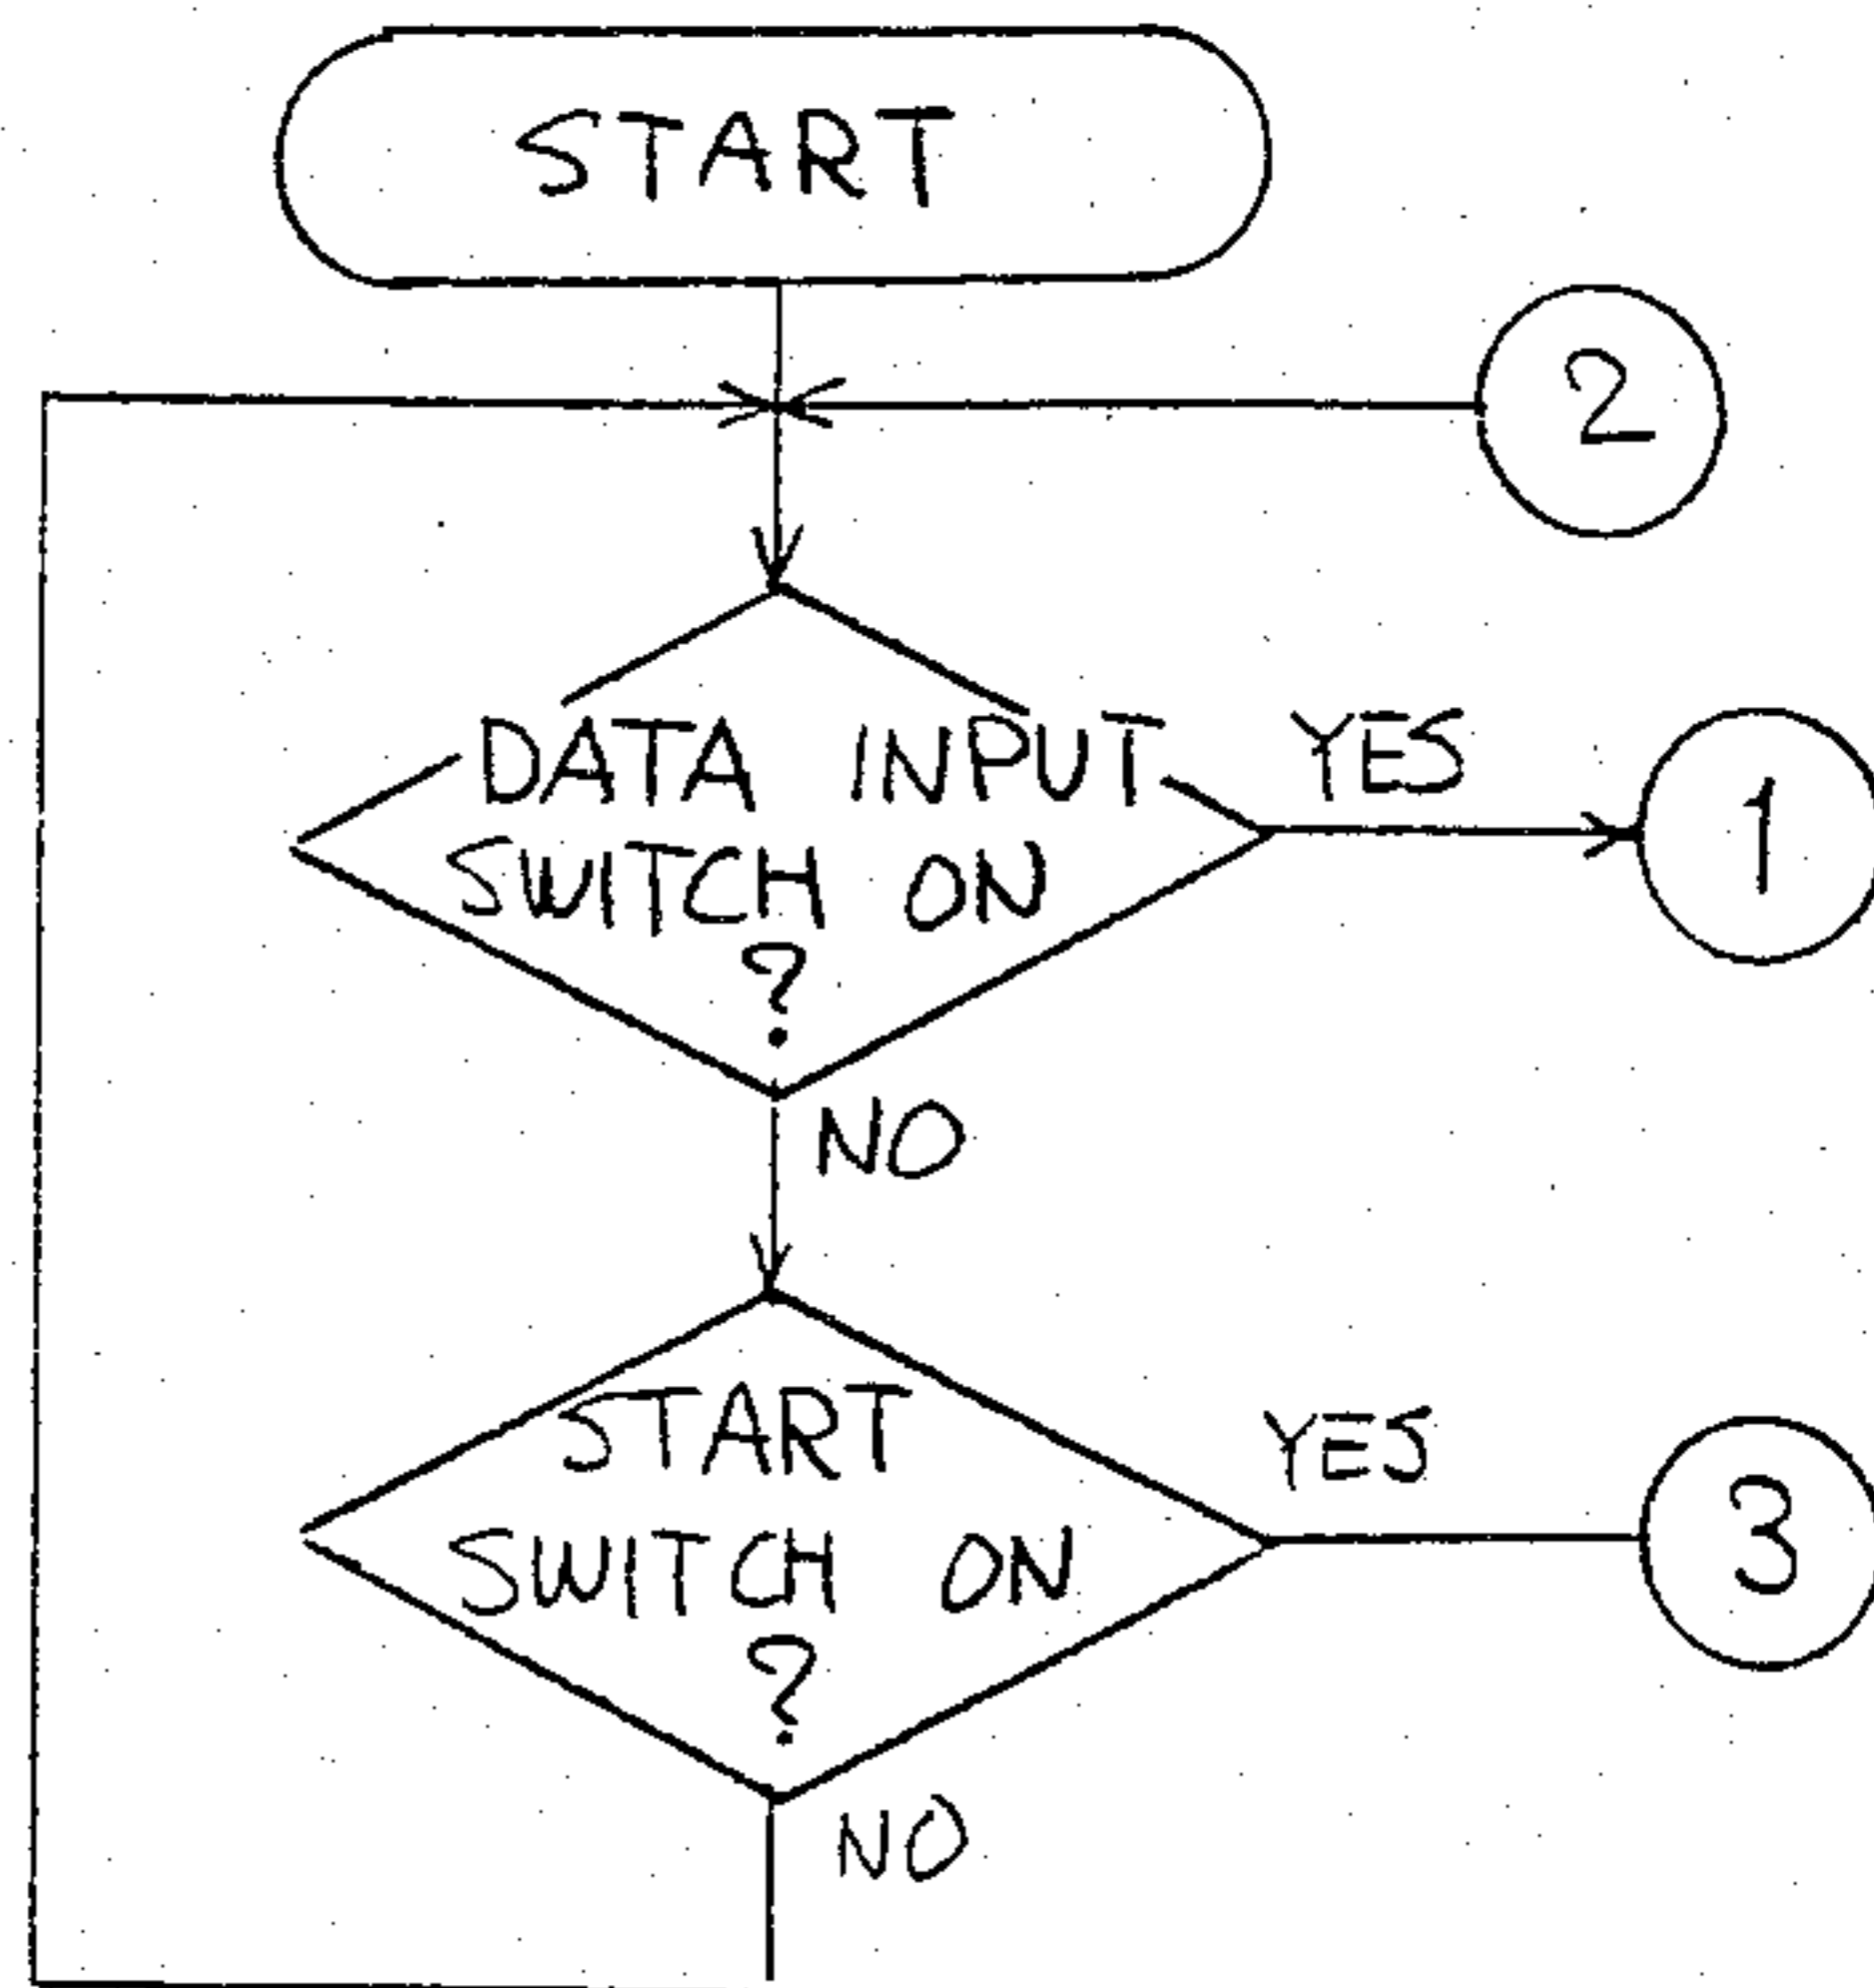 START
2
DATA INPUT
SWITCH ON
?
YES
1
NO
START
SWITCH ON
?
YES
3
NO